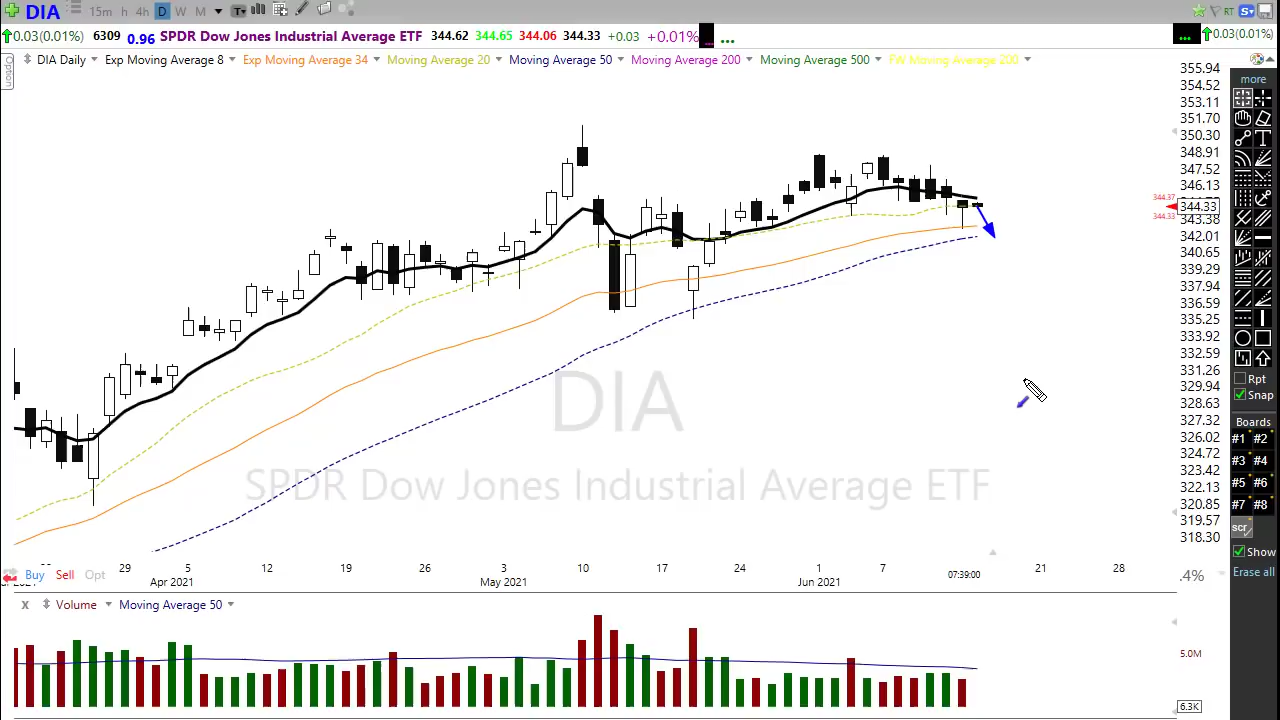 DIA 15m h 4h D W M T RT S
0.03(0.01%) 6309 0.96 SPDR Dow Jones Industrial Average ETF 344.62 344.65 344.06 344.33 +0.03 +0.01% ... ... 0.03(0.01%)
Option
DIA Daily Exp Moving Average 8 Exp Moving Average 34 Moving Average 20 Moving Average 50 Moving Average 200 Moving Average 500 FW Moving Average 200
355.94
more
354.52
353.11
351.70
350.30
348.91
347.52
346.13
344.37
344.33
344.33
343.38
342.01
340.65
339.29
337.94
336.59
335.25
333.92
332.59
331.26
329.94
328.63
327.32
326.02
324.72
323.42
322.13
320.85
319.57
318.30
Rpt
Snap
Boards
#1 #2
#3 #4
#5 #6
#7 #8
scr
Show
Erase all
DIA
SPDR Dow Jones Industrial Average ETF
29 5 12 19 26 10 17 24 1 7 21 28
Apr 2021 May 2021 Jun 2021 07:39:00
Buy Sell Opt .4%
x Volume Moving Average 50
5.0M
6.3K